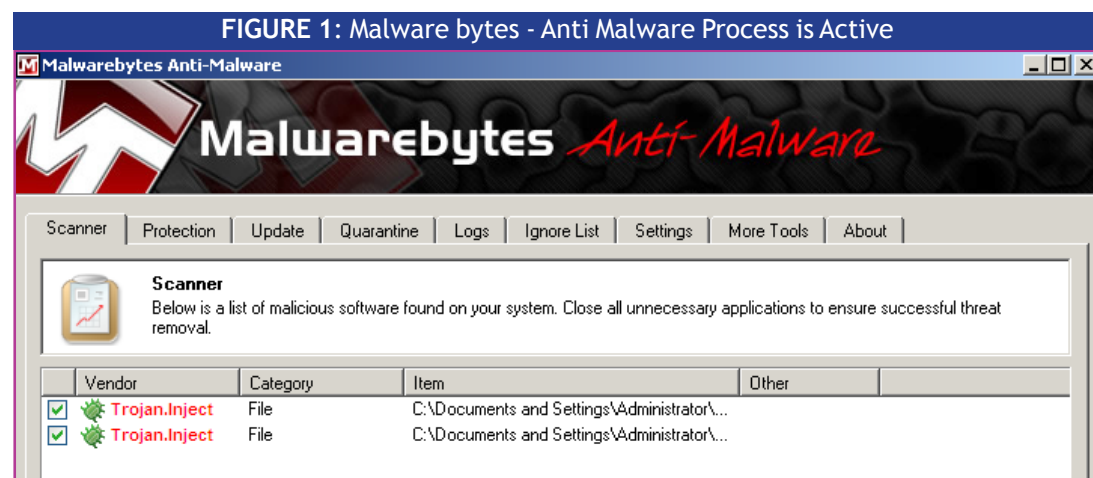 FIGURE 1: Malware bytes - Anti Malware Process is Active
Malwarebytes Anti-Malware
Malwarebytes Anti-Malware
Scanner Protection Update Quarantine Logs Ignore List Settings More Tools About
Scanner
Below is a list of malicious software found on your system. Close all unnecessary applications to ensure successful threat
removal.
Vendor Category Item Other
Trojan.Inject File C:\Documents and Settings\Administrator\...
Trojan.Inject File C:\Documents and Settings\Administrator\...